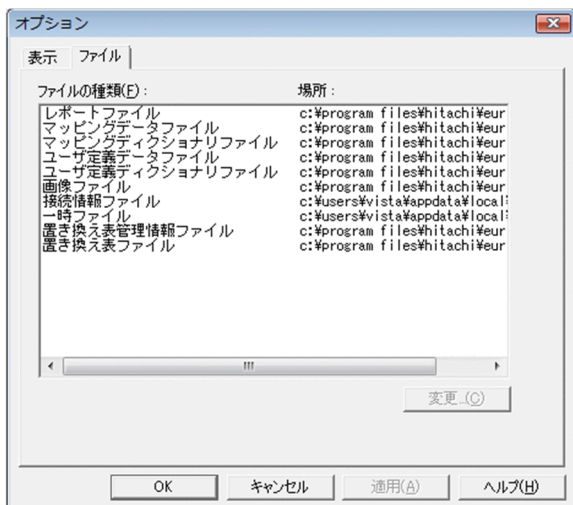 オプション
表示 ファイル
ファイルの種類(F): 場所:
レポートファイル c:¥program files¥hitachi¥eur
マッピングデータファイル c:¥program files¥hitachi¥eur
マッピングディクショナリファイル c:¥program files¥hitachi¥eur
ユーザ定義データファイル c:¥program files¥hitachi¥eur
ユーザ定義ディクショナリファイル c:¥program files¥hitachi¥eur
画像ファイル c:¥program files¥hitachi¥eur
接続情報ファイル c:¥users¥vista¥appdata¥local¥
一時ファイル c:¥users¥vista¥appdata¥local¥
置き換え表管理情報ファイル c:¥program files¥hitachi¥eur
置き換え表ファイル c:¥program files¥hitachi¥eur
変更...(C)
OK キャンセル 適用(A) ヘルプ(H)